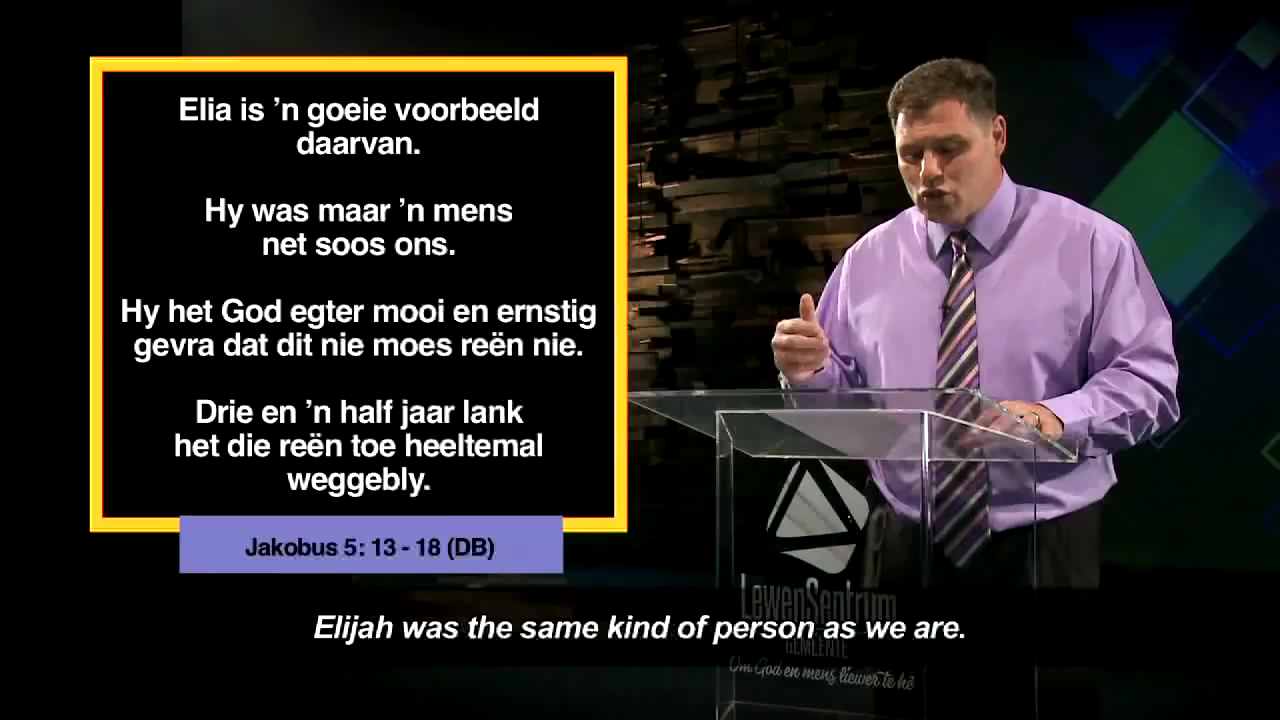 Elia is ’n goeie voorbeeld
daarvan.
Hy was maar ’n mens
net soos ons.
Hy het God egter mooi en ernstig
gevra dat dit nie moes reën nie.
Drie en ’n half jaar lank
het die reën toe heeltemal
weggebly.
Jakobus 5: 13 - 18 (DB)
LewenSentrum
GEMEENTE
Om God en mens liewer te hê
Elijah was the same kind of person as we are.